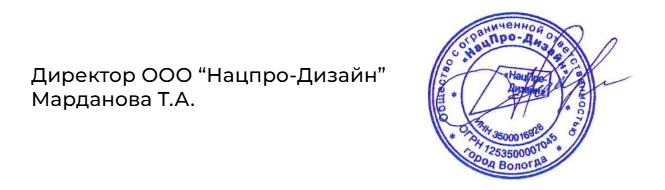 Директор ООО “Нацпро-Дизайн”
Марданова Т.А.
Общество с ограниченной ответственностью
«НацПро-Дизайн»
«НацПро-
Дизайн»
ИНН 3500016928
ОГРН 1253500007045
* город Вологда *